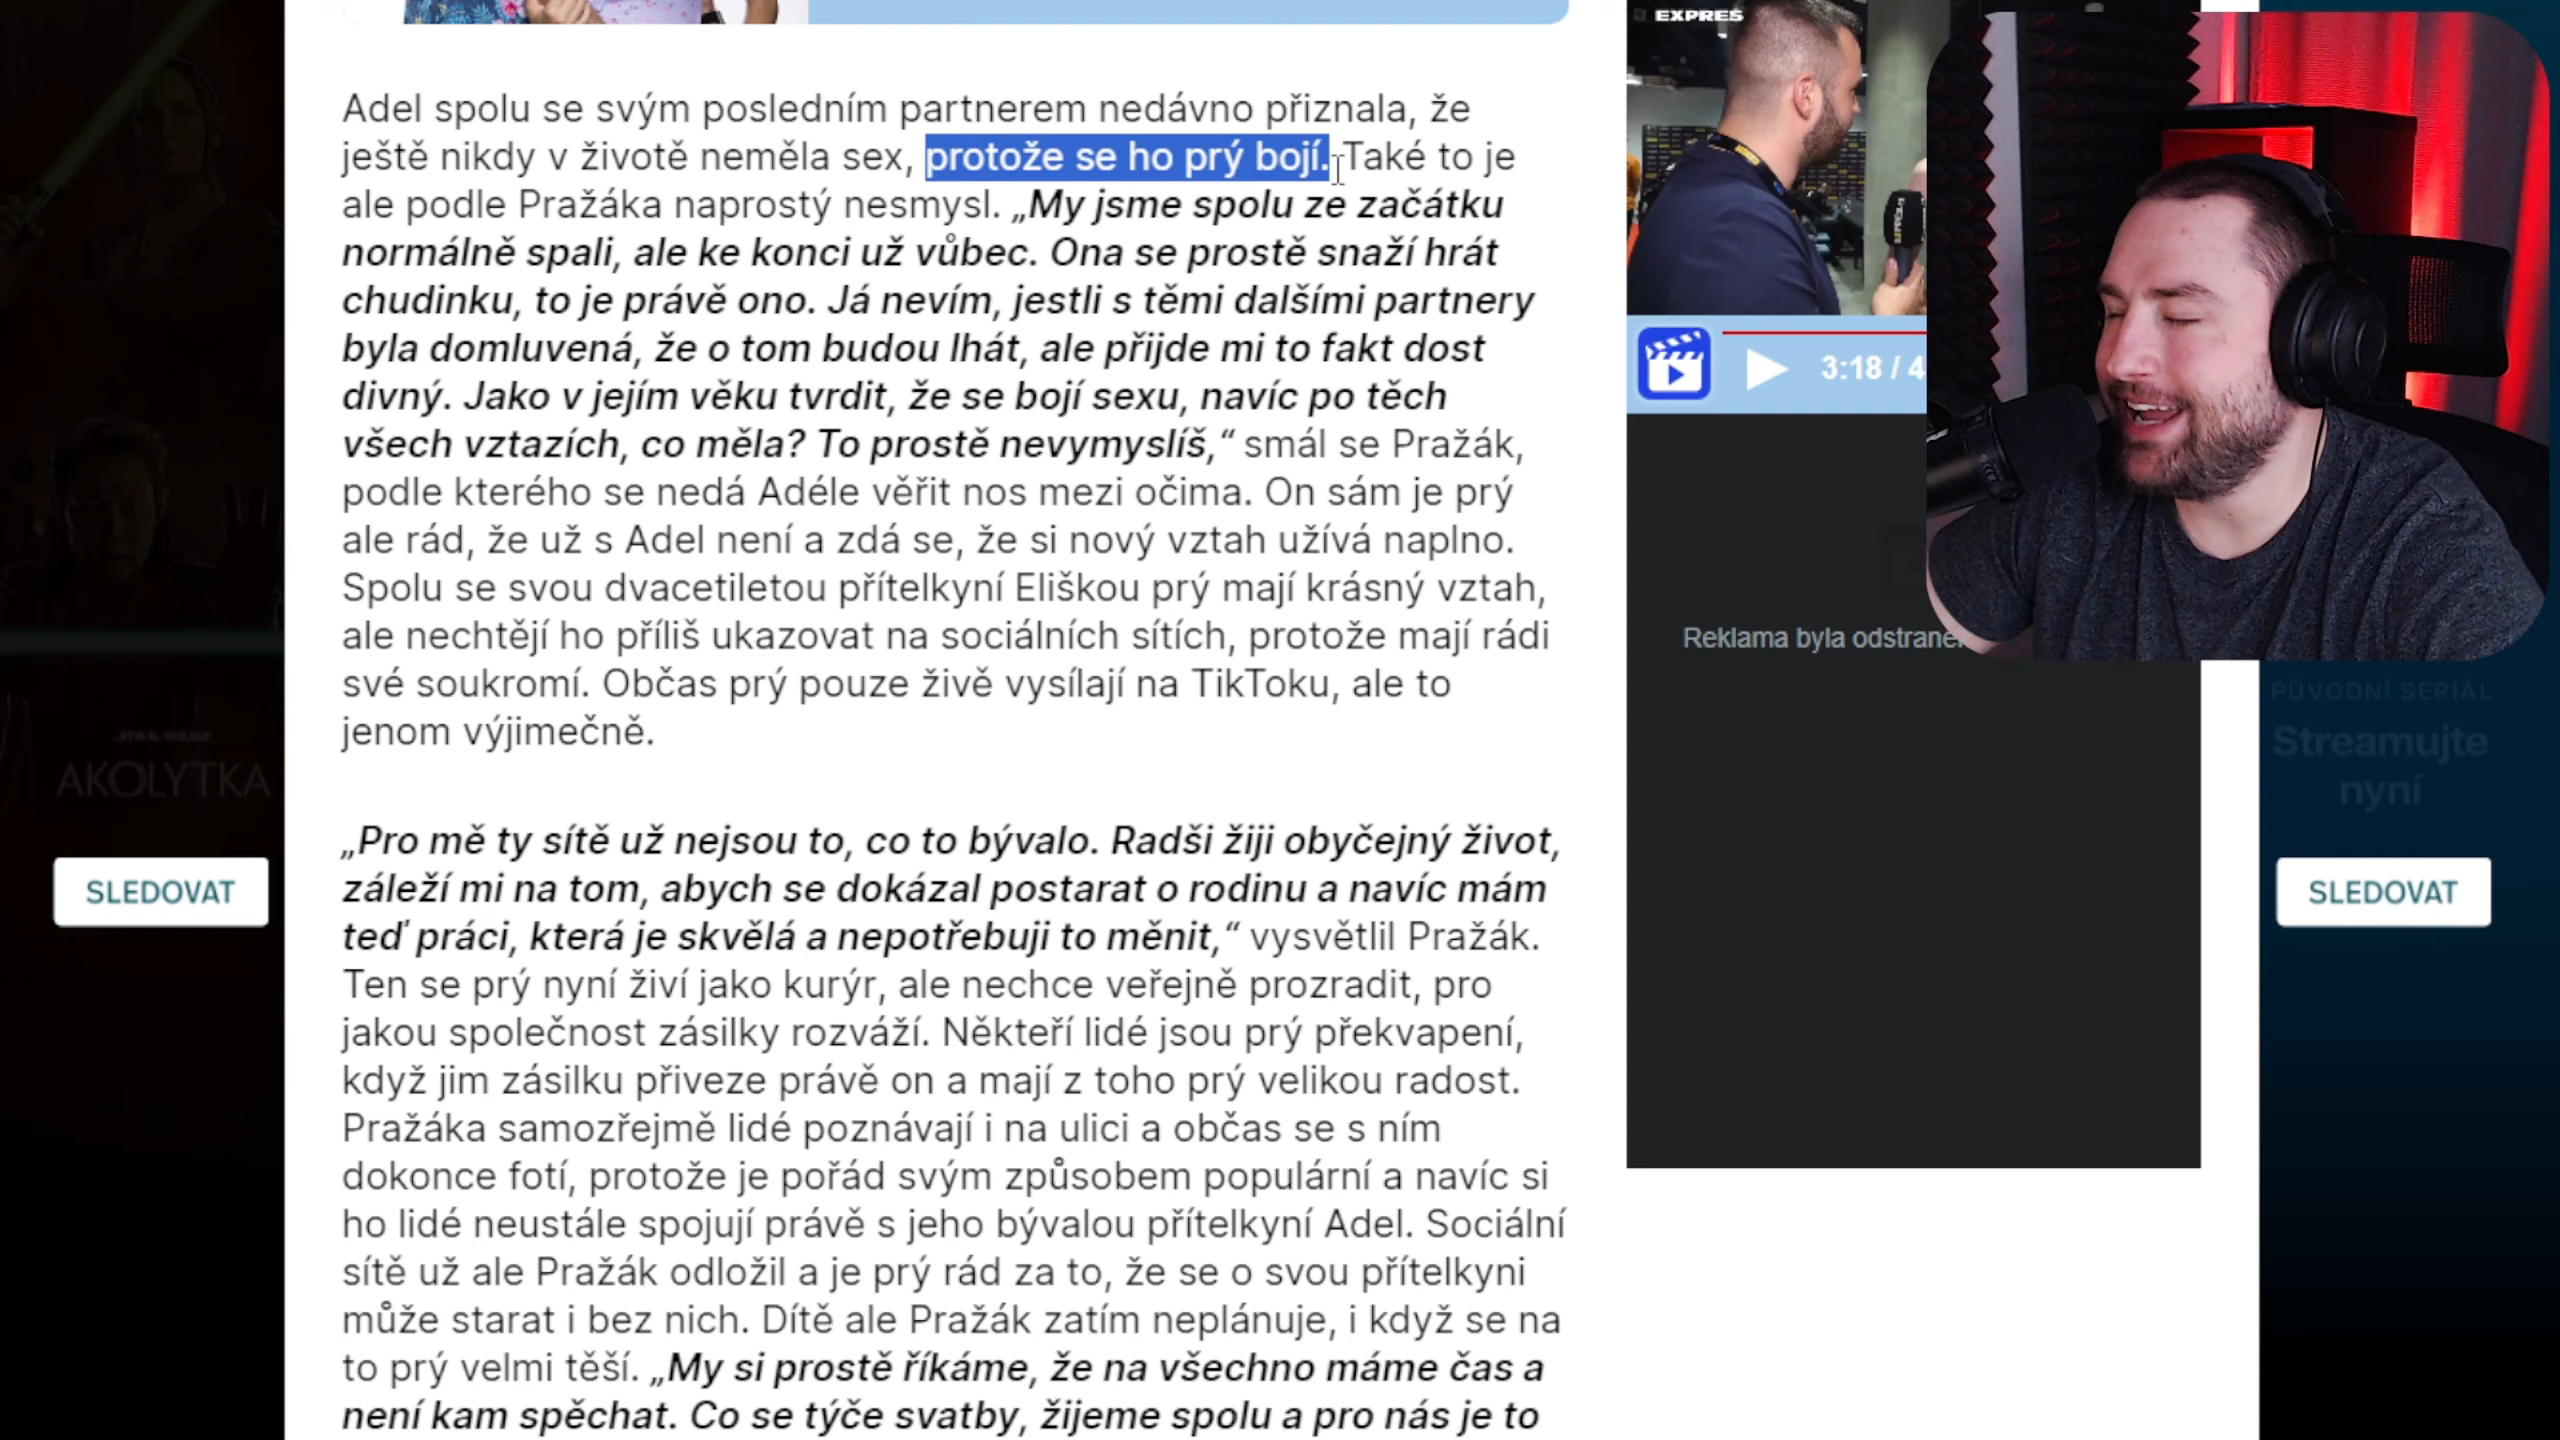 EXPRES
Adel spolu se svým posledním partnerem nedávno přiznala, že
ještě nikdy v životě neměla sex, protože se ho prý bojí. Také to je
ale podle Pražáka naprostý nesmysl. „My jsme spolu ze začátku
normálně spali, ale ke konci už vůbec. Ona se prostě snaží hrát
chudinku, to je právě ono. Já nevím, jestli s těmi dalšími partnery
byla domluvená, že o tom budou lhát, ale přijde mi to fakt dost
divný. Jako v jejím věku tvrdit, že se bojí sexu, navíc po těch
všech vztazích, co měla? To prostě nevymyslíš,“ smál se Pražák,
podle kterého se nedá Adéle věřit nos mezi očima. On sám je prý
ale rád, že už s Adel není a zdá se, že si nový vztah užívá naplno.
Spolu se svou dvacetiletou přítelkyní Eliškou prý mají krásný vztah,
ale nechtějí ho příliš ukazovat na sociálních sítích, protože mají rádi
své soukromí. Občas prý pouze živě vysílají na TikToku, ale to
jenom výjimečně.
„Pro mě ty sítě už nejsou to, co to bývalo. Radši žiji obyčejný život,
záleží mi na tom, abych se dokázal postarat o rodinu a navíc mám
teď práci, která je skvělá a nepotřebuji to měnit,“ vysvětlil Pražák.
Ten se prý nyní živí jako kurýr, ale nechce veřejně prozradit, pro
jakou společnost zásilky rozváží. Někteří lidé jsou prý překvapení,
když jim zásilku přiveze právě on a mají z toho prý velikou radost.
Pražáka samozřejmě lidé poznávají i na ulici a občas se s ním
dokonce fotí, protože je pořád svým způsobem populární a navíc si
ho lidé neustále spojují právě s jeho bývalou přítelkyní Adel. Sociální
sítě už ale Pražák odložil a je prý rád za to, že se o svou přítelkyni
může starat i bez nich. Dítě ale Pražák zatím neplánuje, i když se na
to prý velmi těší. „My si prostě říkáme, že na všechno máme čas a
není kam spěchat. Co se týče svatby, žijeme spolu a pro nás je to
3:18 / 4
Reklama byla odstraně
STAR WARS
AKOLYTKA
SLEDOVAT
PŮVODNÍ SERIÁL
Streamujte
nyní
SLEDOVAT